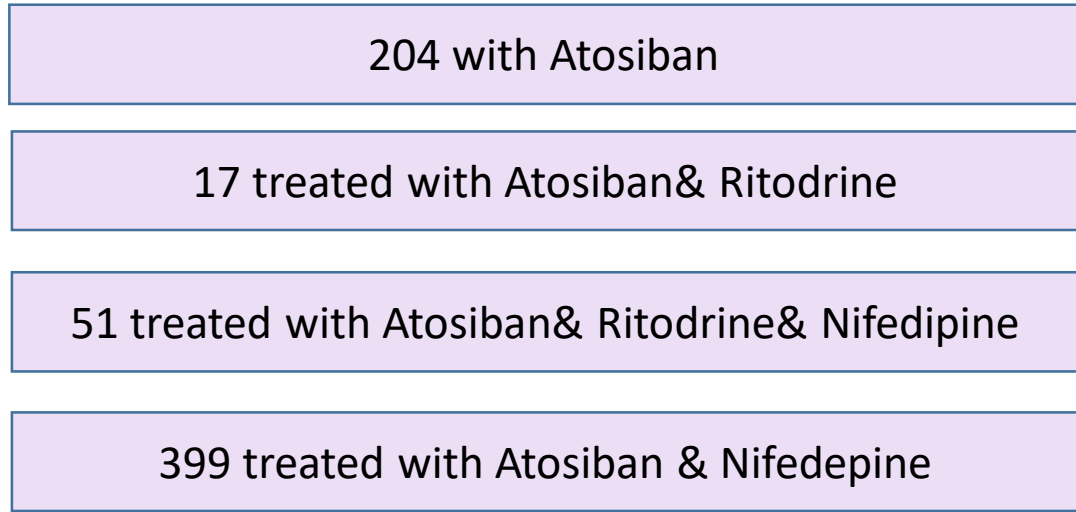 204 with Atosiban
17 treated with Atosiban& Ritodrine
51 treated with Atosiban& Ritodrine& Nifedipine
399 treated with Atosiban & Nifedepine